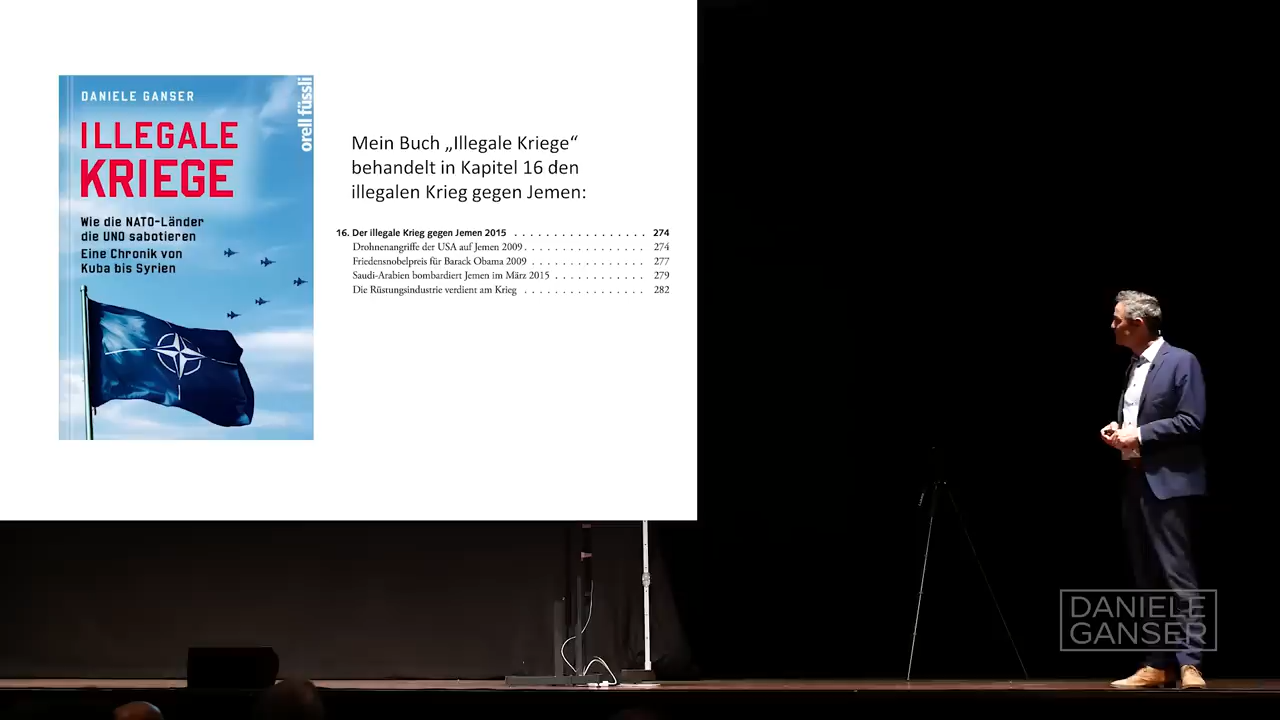 DANIELE GANSER
orell füssli
ILLEGALE
KRIEGE
Wie die NATO-Länder
die UNO sabotieren
Eine Chronik von
Kuba bis Syrien
Mein Buch „Illegale Kriege“
behandelt in Kapitel 16 den
illegalen Krieg gegen Jemen:
16. Der illegale Krieg gegen Jemen 2015 . . . . . . . . . . . . . . . . . 274
Drohnenangriffe der USA auf Jemen 2009 . . . . . . . . . . . . . . . . 274
Friedensnobelpreis für Barack Obama 2009 . . . . . . . . . . . . . . . 277
Saudi-Arabien bombardiert Jemen im März 2015 . . . . . . . . . . . . 279
Die Rüstungsindustrie verdient am Krieg . . . . . . . . . . . . . . . . 282
DANIELE
GANSER